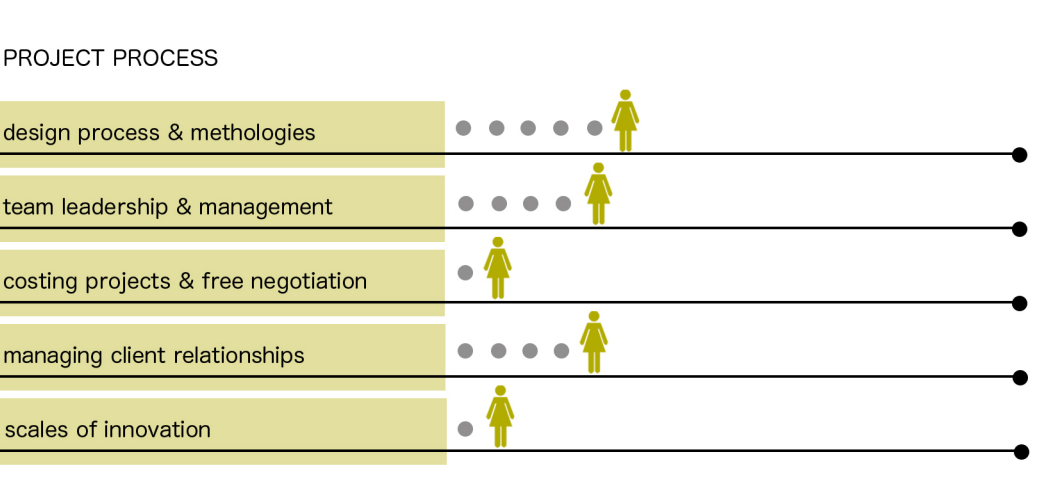 PROJECT PROCESS
design process & methologies
team leadership & management
costing projects & free negotiation
managing client relationships
scales of innovation